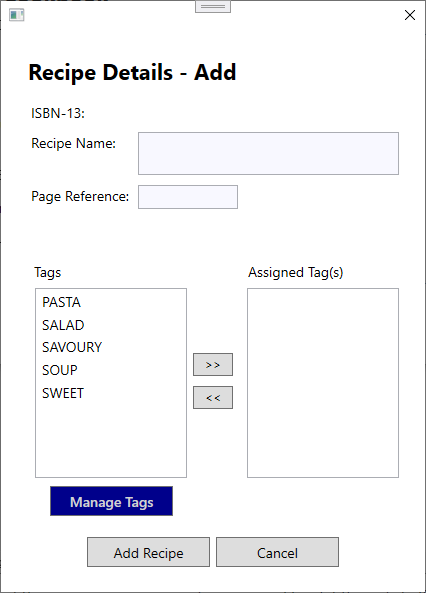 Recipe Details - Add
ISBN-13:
Recipe Name:
Page Reference:
Tags
Assigned Tag(s)
PASTA
SALAD
SAVOURY
SOUP
SWEET
>>
<<
Manage Tags
Add Recipe
Cancel